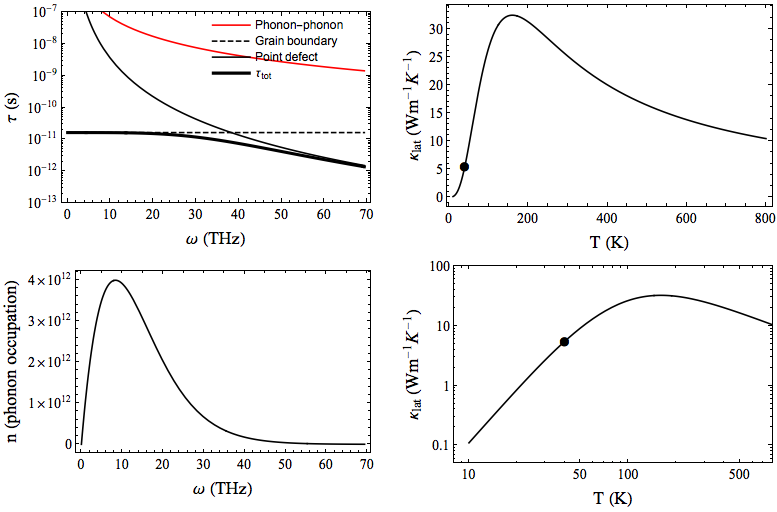 10⁻⁷
10⁻⁸
10⁻⁹
10⁻¹⁰
10⁻¹¹
10⁻¹²
10⁻¹³
τ (s)
Phonon–phonon
Grain boundary
Point defect
τtot
0 10 20 30 40 50 60 70
ω (THz)
35
30
25
20
15
10
5
0
κlat (Wm⁻¹K⁻¹)
0 200 400 600 800
T (K)
4×10¹²
3×10¹²
2×10¹²
1×10¹²
0
n (phonon occupation)
0 10 20 30 40 50 60 70
ω (THz)
100
10
1
0.1
κlat (Wm⁻¹K⁻¹)
10 50 100 500
T (K)